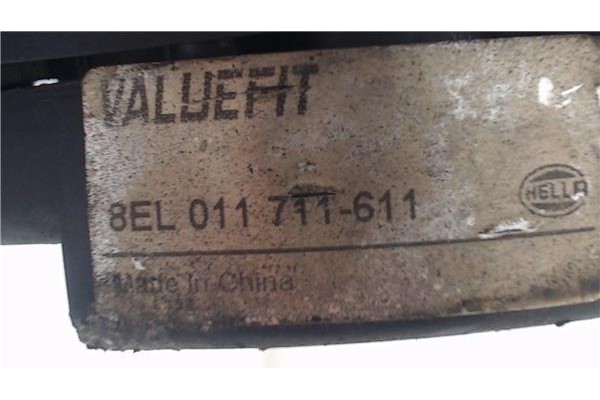 VALUEFIT
8EL 011 711-611
HELLA
Made In China